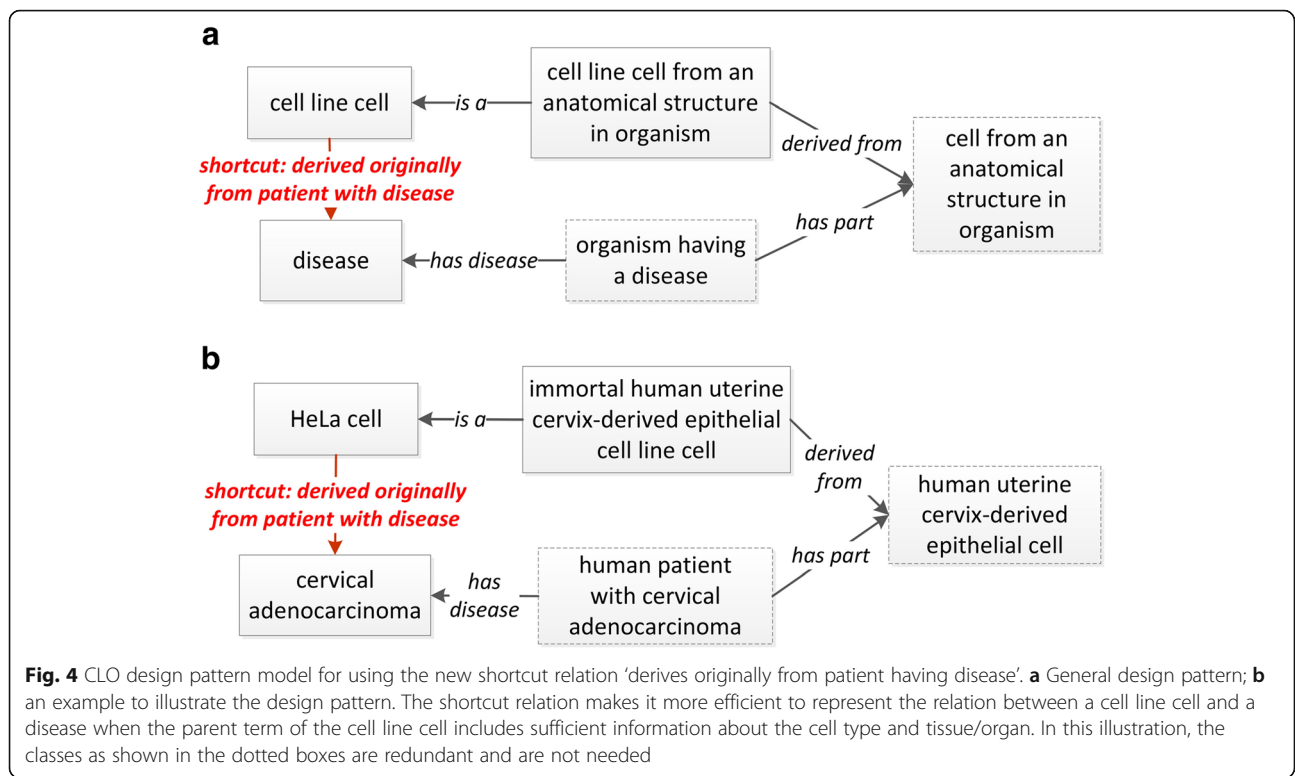 a
cell line cell
is a
cell line cell from an
anatomical structure
in organism
derived from
cell from an
anatomical
structure in
organism
shortcut: derived originally
from patient with disease
disease
has disease
organism having
a disease
has part
b
HeLa cell
is a
immortal human uterine
cervix-derived epithelial
cell line cell
derived
from
human uterine
cervix-derived
epithelial cell
shortcut: derived originally
from patient with disease
cervical
adenocarcinoma
has
disease
human patient
with cervical
adenocarcinoma
has part
Fig. 4 CLO design pattern model for using the new shortcut relation ‘derives originally from patient having disease’. a General design pattern; b
an example to illustrate the design pattern. The shortcut relation makes it more efficient to represent the relation between a cell line cell and a
disease when the parent term of the cell line cell includes sufficient information about the cell type and tissue/organ. In this illustration, the
classes as shown in the dotted boxes are redundant and are not needed